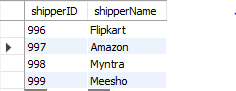 shipperID shipperName
996 Flipkart
997 Amazon
998 Myntra
999 Meesho